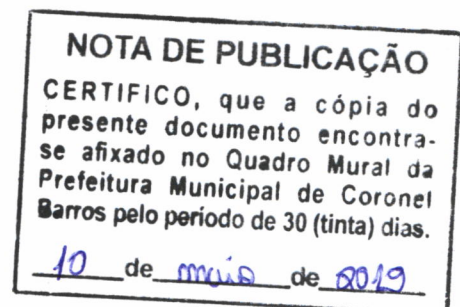 NOTA DE PUBLICAÇÃO
CERTIFICO, que a cópia do
presente documento encontra-
se afixado no Quadro Mural da
Prefeitura Municipal de Coronel
Barros pelo período de 30 (tinta) dias.
10 de maio de 2019